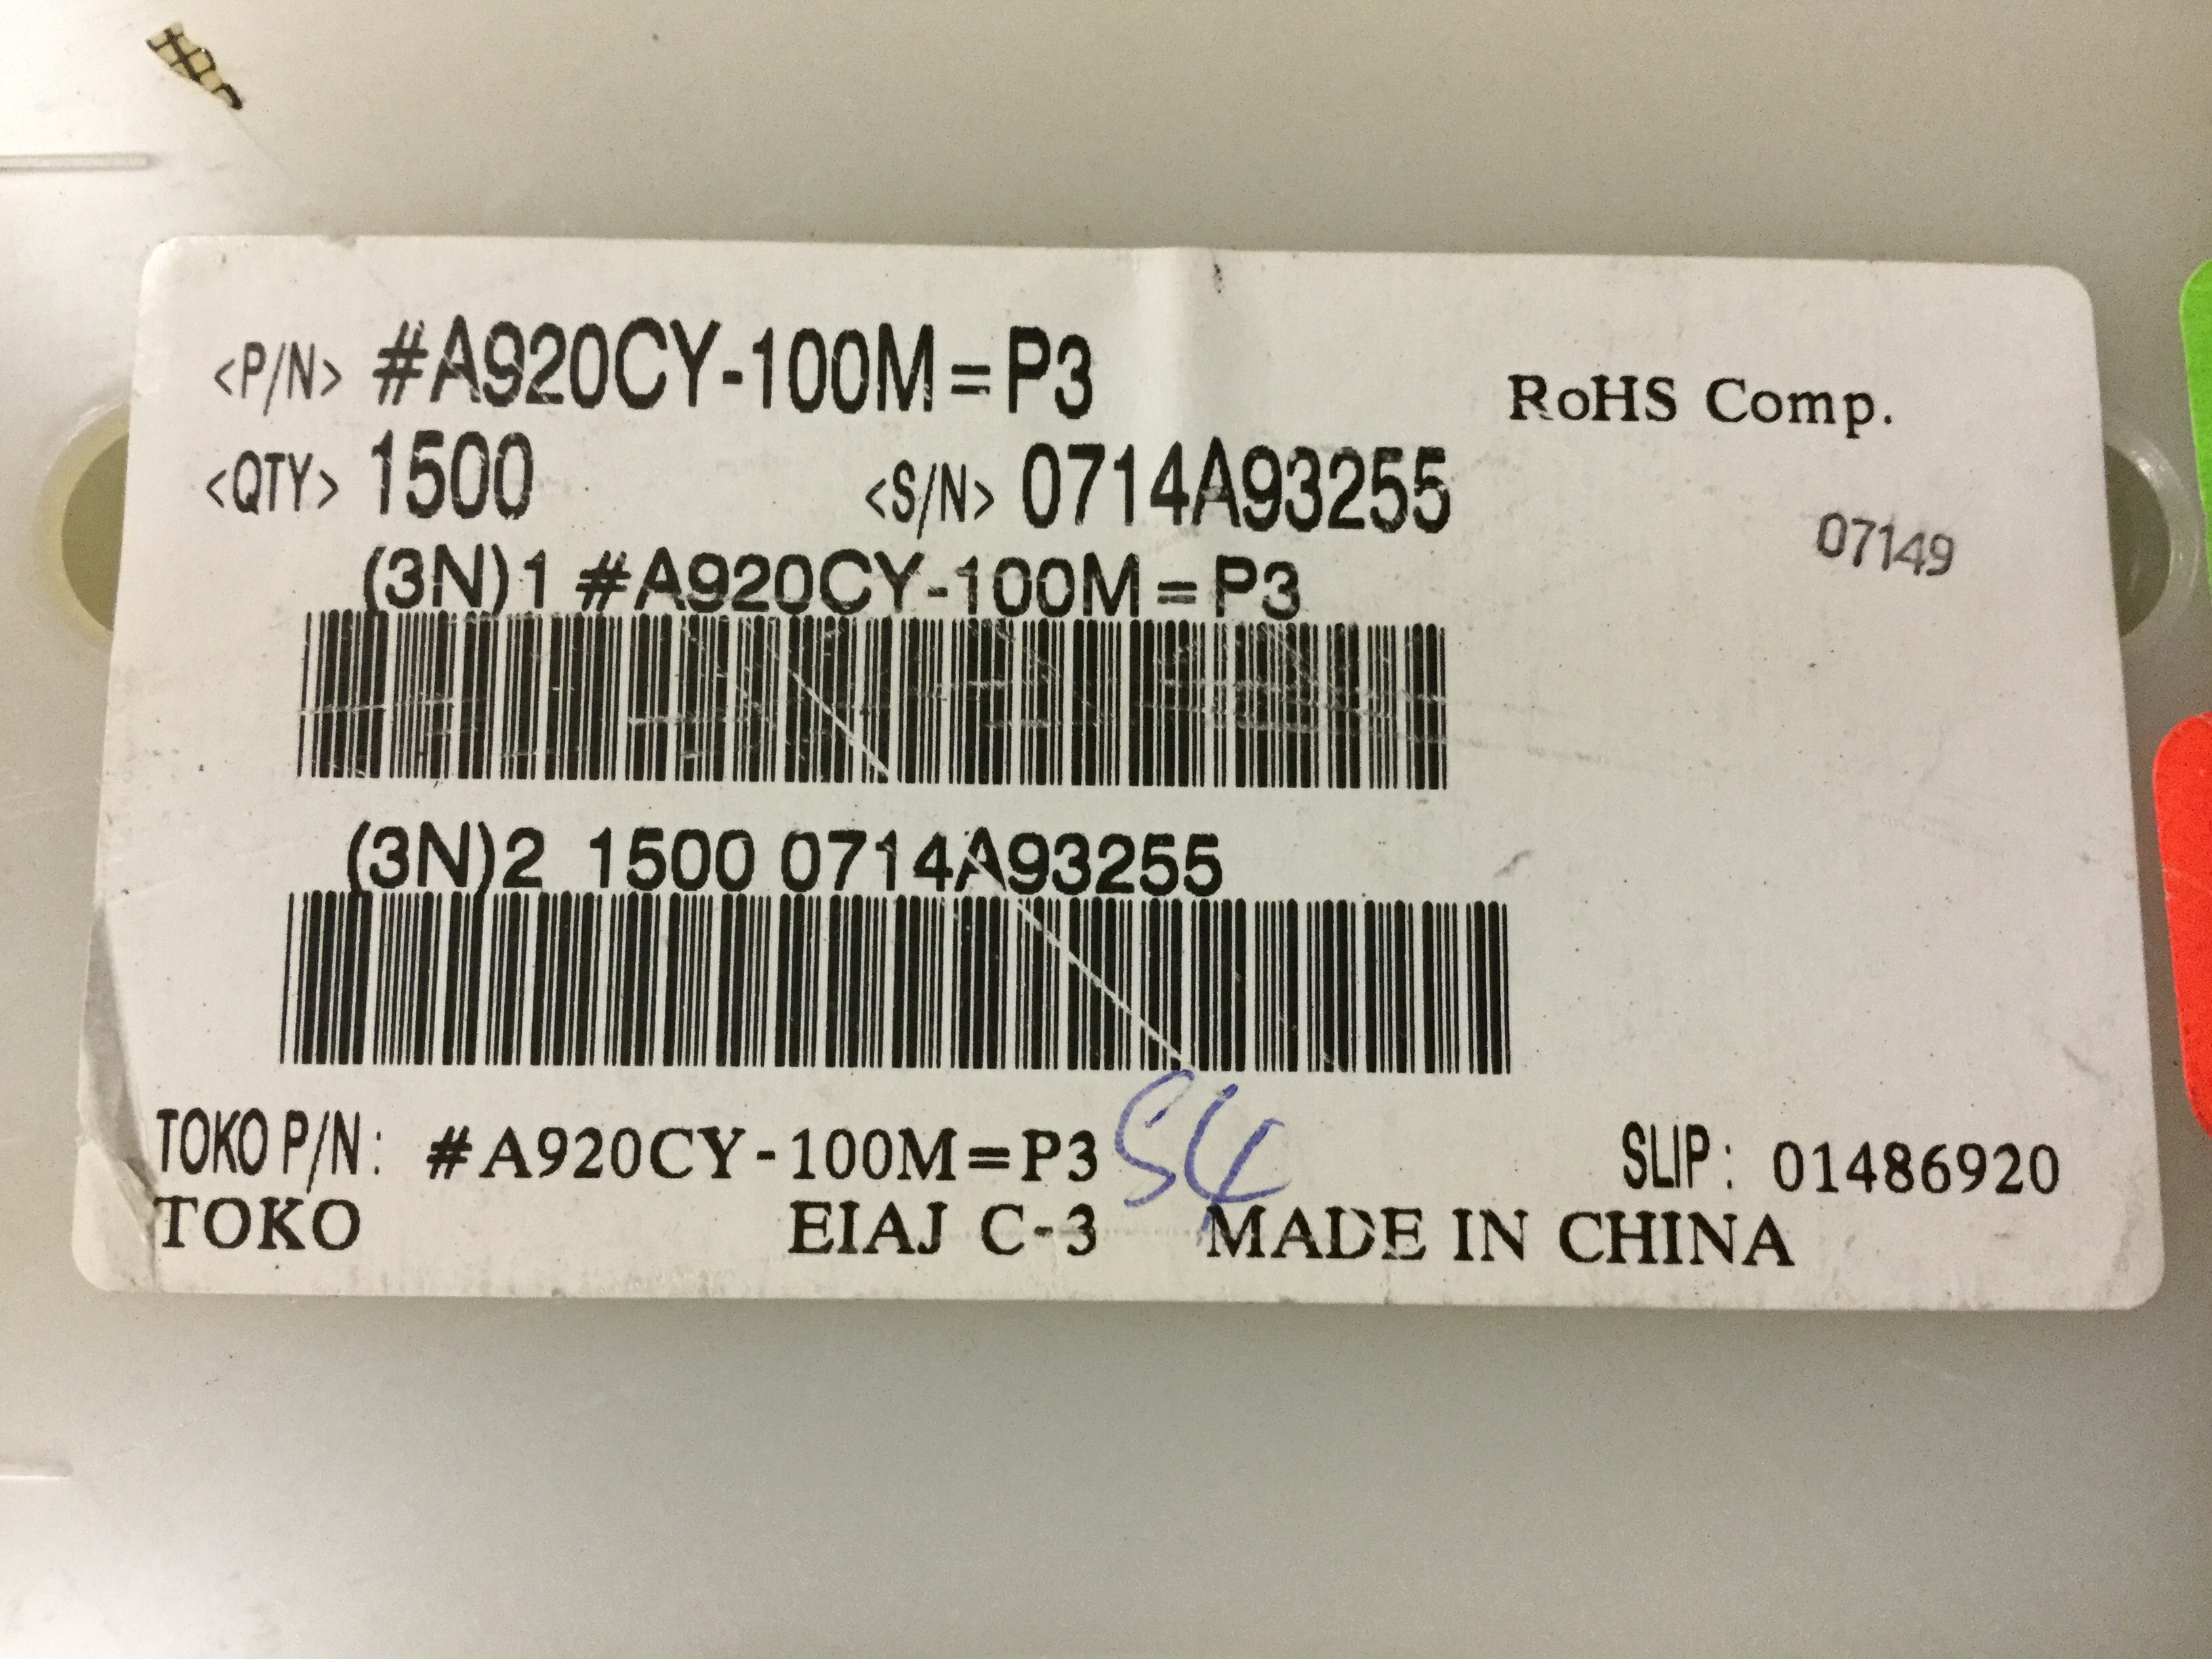 <P/N> #A920CY-100M=P3
RoHS Comp.
<QTY> 1500 <S/N> 0714A93255
07149
(3N)1 #A920CY-100M=P3
(3N)2 1500 0714A93255
TOKO P/N: #A920CY-100M=P3 SLIP: 01486920
TOKO EIAJ C-3 MADE IN CHINA